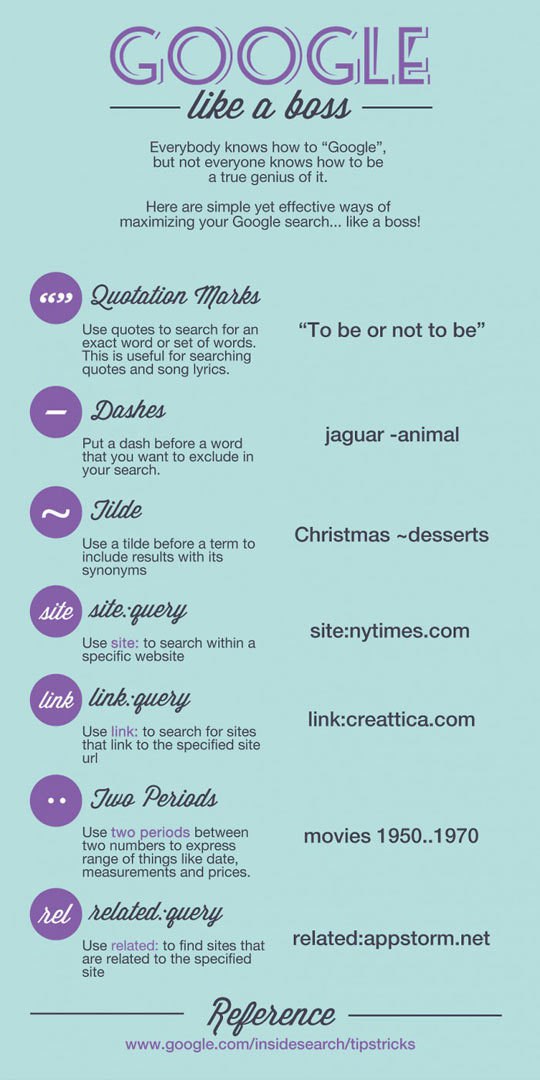 GOOGLE
like a boss
Everybody knows how to “Google”,
but not everyone knows how to be
a true genius of it.
Here are simple yet effective ways of
maximizing your Google search... like a boss!
“” Quotation Marks
Use quotes to search for an
exact word or set of words.
This is useful for searching
quotes and song lyrics.
“To be or not to be”
– Dashes
Put a dash before a word
that you want to exclude in
your search.
jaguar -animal
~ Tilde
Use a tilde before a term to
include results with its
synonyms
Christmas ~desserts
site site:query
Use site: to search within a
specific website
site:nytimes.com
link link:query
Use link: to search for sites
that link to the specified site
url
link:creattica.com
.. Two Periods
Use two periods between
two numbers to express
range of things like date,
measurements and prices.
movies 1950..1970
rel related:query
Use related: to find sites that
are related to the specified
site
related:appstorm.net
Reference
www.google.com/insidesearch/tipstricks